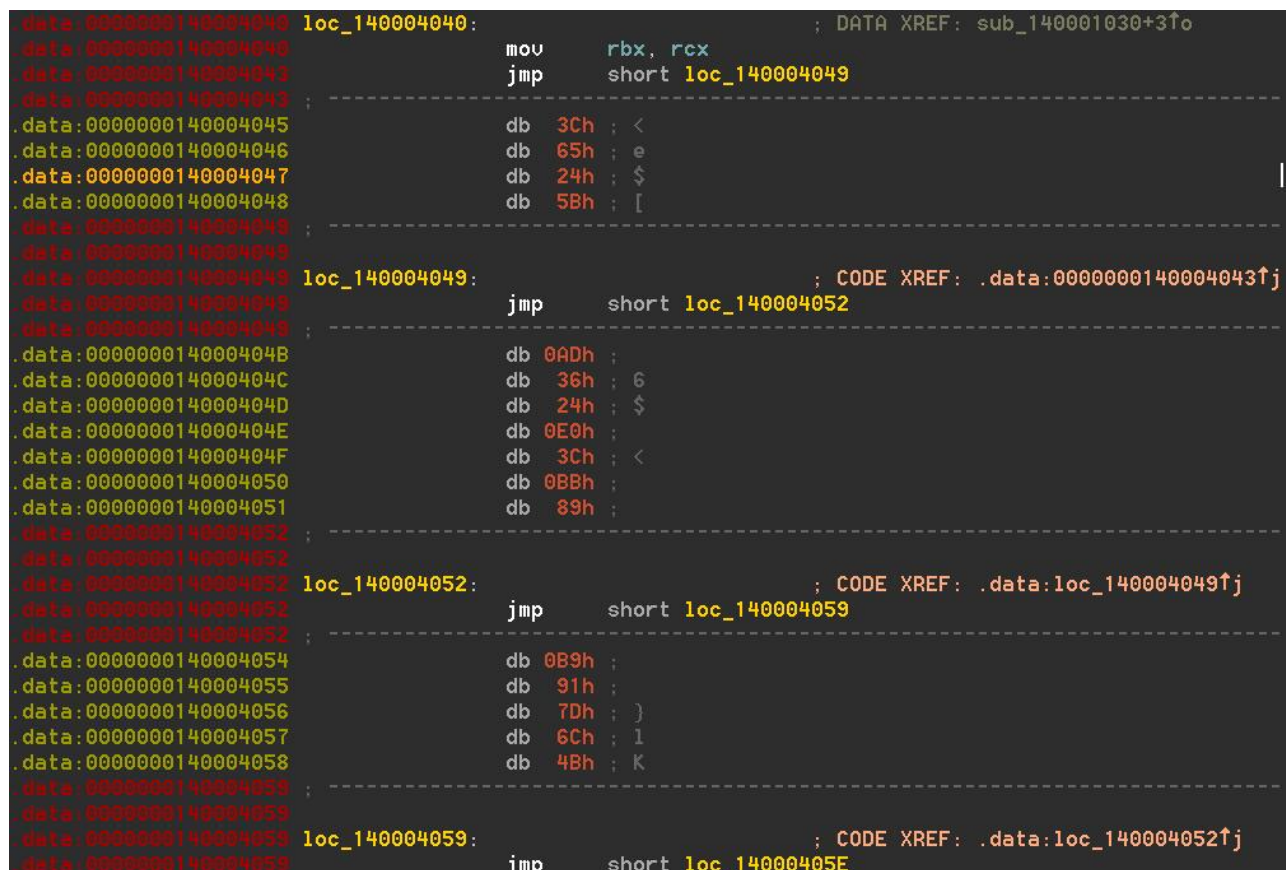 .data:0000000140004040 loc_140004040: ; DATA XREF: sub_140001030+3↑o
.data:0000000140004040 mov rbx, rcx
.data:0000000140004043 jmp short loc_140004049
.data:0000000140004043 ; ---------------------------------------------------------------------------
.data:0000000140004045 db 3Ch ; <
.data:0000000140004046 db 65h ; e
.data:0000000140004047 db 24h ; $
.data:0000000140004048 db 5Bh ; [
.data:0000000140004049 ; ---------------------------------------------------------------------------
.data:0000000140004049
.data:0000000140004049 loc_140004049: ; CODE XREF: .data:0000000140004043↑j
.data:0000000140004049 jmp short loc_140004052
.data:0000000140004049 ; ---------------------------------------------------------------------------
.data:000000014000404B db 0ADh ;
.data:000000014000404C db 36h ; 6
.data:000000014000404D db 24h ; $
.data:000000014000404E db 0E0h ;
.data:000000014000404F db 3Ch ; <
.data:0000000140004050 db 0BBh ;
.data:0000000140004051 db 89h ;
.data:0000000140004052 ; ---------------------------------------------------------------------------
.data:0000000140004052
.data:0000000140004052 loc_140004052: ; CODE XREF: .data:loc_140004049↑j
.data:0000000140004052 jmp short loc_140004059
.data:0000000140004052 ; ---------------------------------------------------------------------------
.data:0000000140004054 db 0B9h ;
.data:0000000140004055 db 91h ;
.data:0000000140004056 db 7Dh ; }
.data:0000000140004057 db 6Ch ; l
.data:0000000140004058 db 4Bh ; K
.data:0000000140004059 ; ---------------------------------------------------------------------------
.data:0000000140004059
.data:0000000140004059 loc_140004059: ; CODE XREF: .data:loc_140004052↑j
.data:0000000140004059 jmp short loc_14000405E